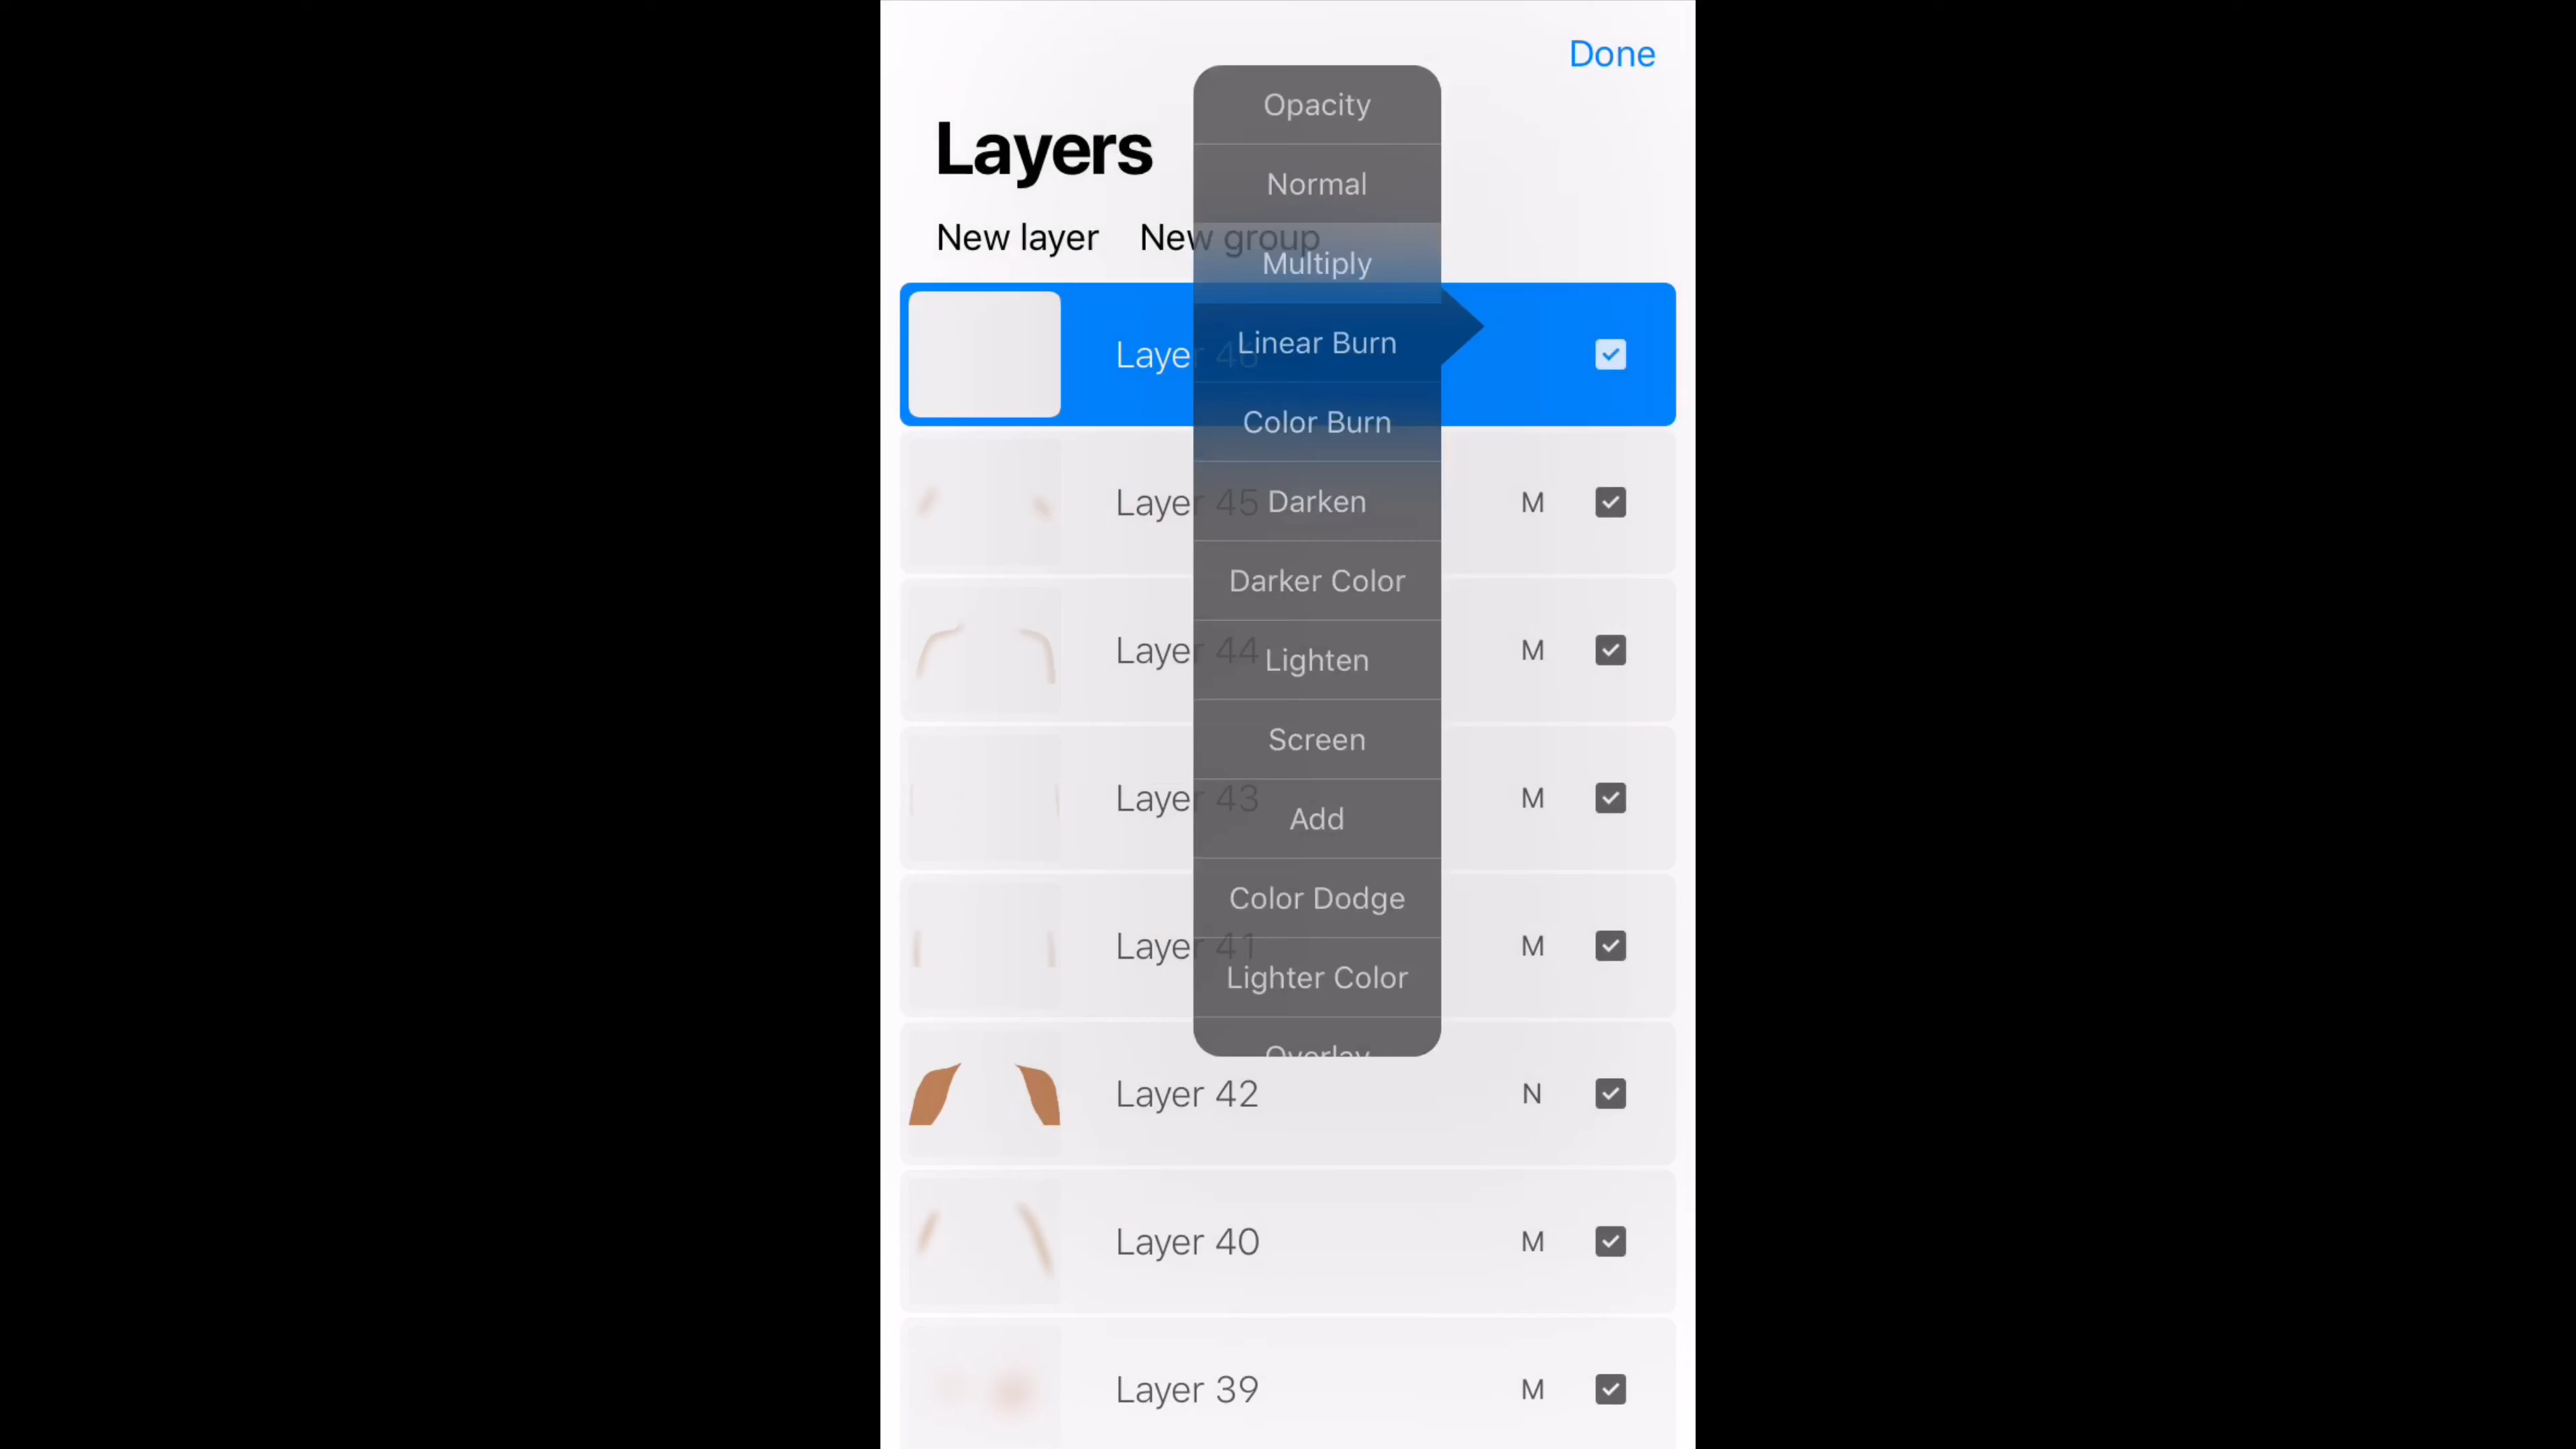 Done
Layers
New layer New group
Opacity
Normal
Multiply
Linear Burn
Color Burn
Darken
Darker Color
Lighten
Screen
Add
Color Dodge
Lighter Color
Overlay
Layer 46
Layer 45 M
Layer 44 M
Layer 43 M
Layer 41 M
Layer 42 N
Layer 40 M
Layer 39 M